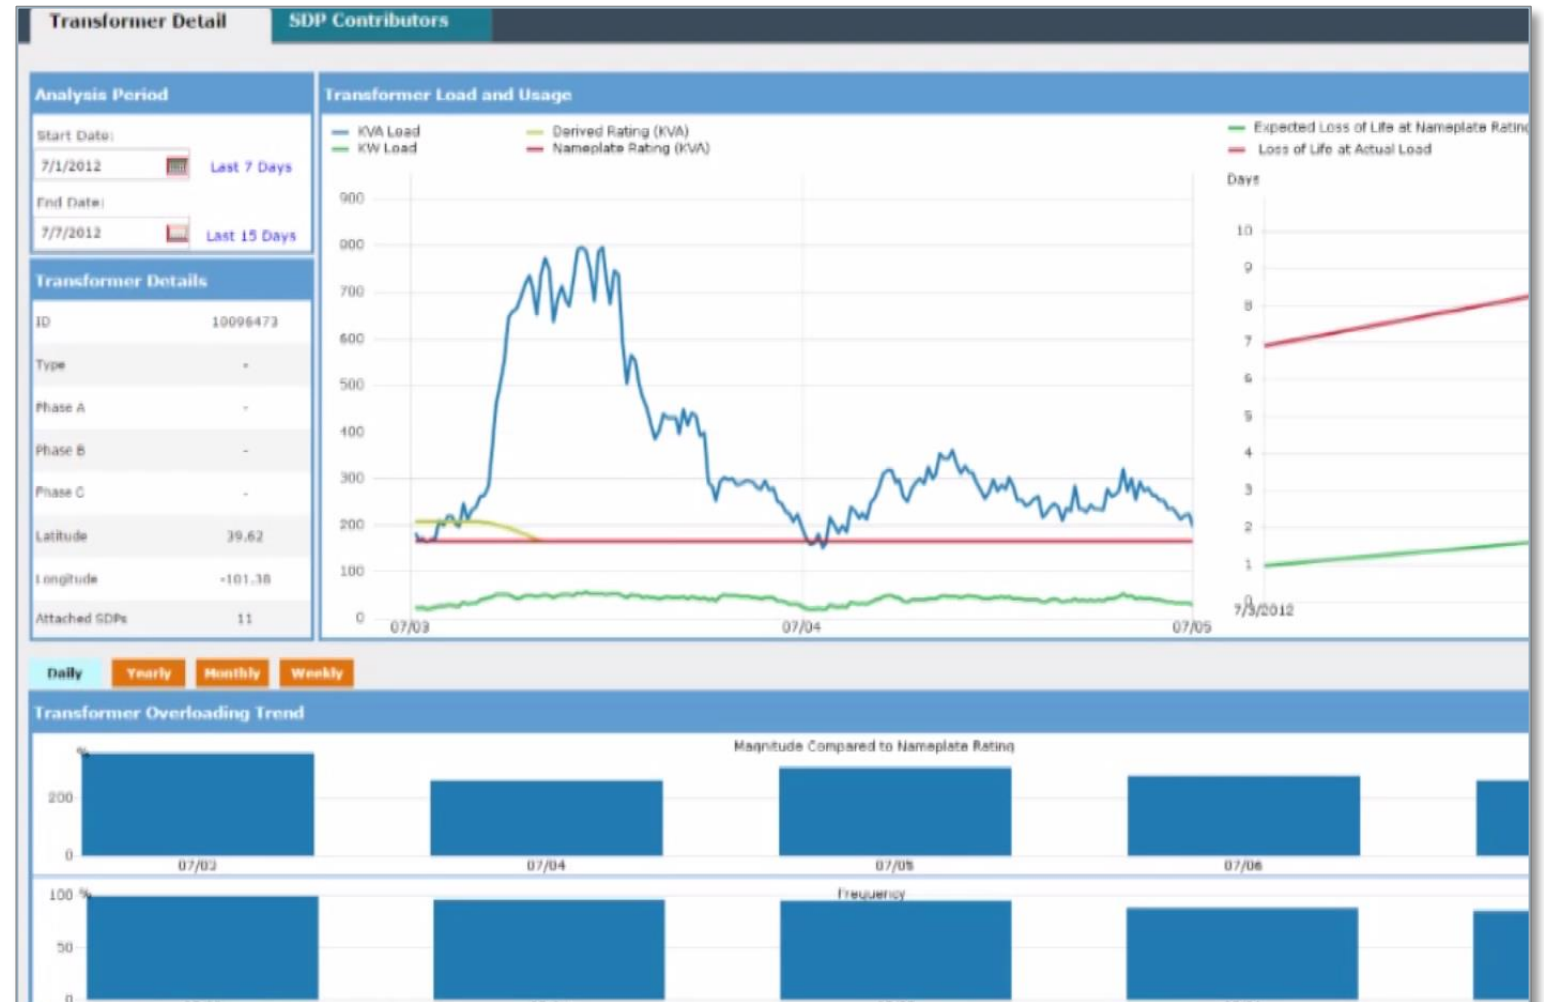 Transformer Detail
SDP Contributors
Analysis Period
Start Date:
7/1/2012
Last 7 Days
End Date:
7/7/2012
Last 15 Days
Transformer Details
ID 10096473
Type -
Phase A -
Phase B -
Phase C -
Latitude 39.62
Longitude -101.38
Attached SDPs 11
Transformer Load and Usage
KVA Load
Derived Rating (KVA)
KW Load
Nameplate Rating (KVA)
900
800
700
600
500
400
300
200
100
0
07/03 07/04 07/05
Expected Loss of Life at Nameplate Rating
Loss of Life at Actual Load
Days
10
9
8
7
6
5
4
3
2
1
0
7/3/2012
Daily
Yearly
Monthly
Weekly
Transformer Overloading Trend
Magnitude Compared to Nameplate Rating
%
200
0
07/03 07/04 07/05 07/06
Frequency
100 %
50
0